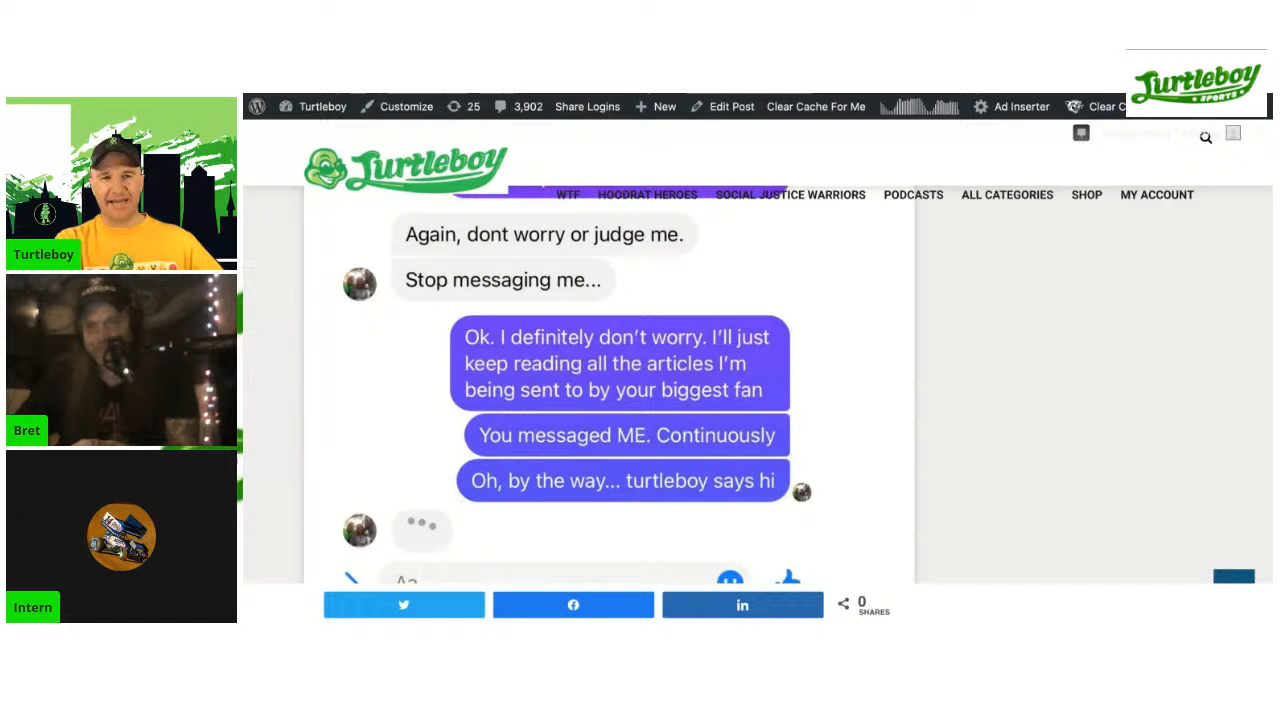 Turtleboy
SPORTS
Turtleboy Customize 25 3,902 Share Logins New Edit Post Clear Cache For Me Ad Inserter Clear C
Turtleboy
WTF HOODRAT HEROES SOCIAL JUSTICE WARRIORS PODCASTS ALL CATEGORIES SHOP MY ACCOUNT
Again, dont worry or judge me.
Stop messaging me...
Ok. I definitely don't worry. I'll just
keep reading all the articles I'm
being sent to by your biggest fan
You messaged ME. Continuously
Oh, by the way... turtleboy says hi
Aa
0
SHARES
Turtleboy
Bret
Intern